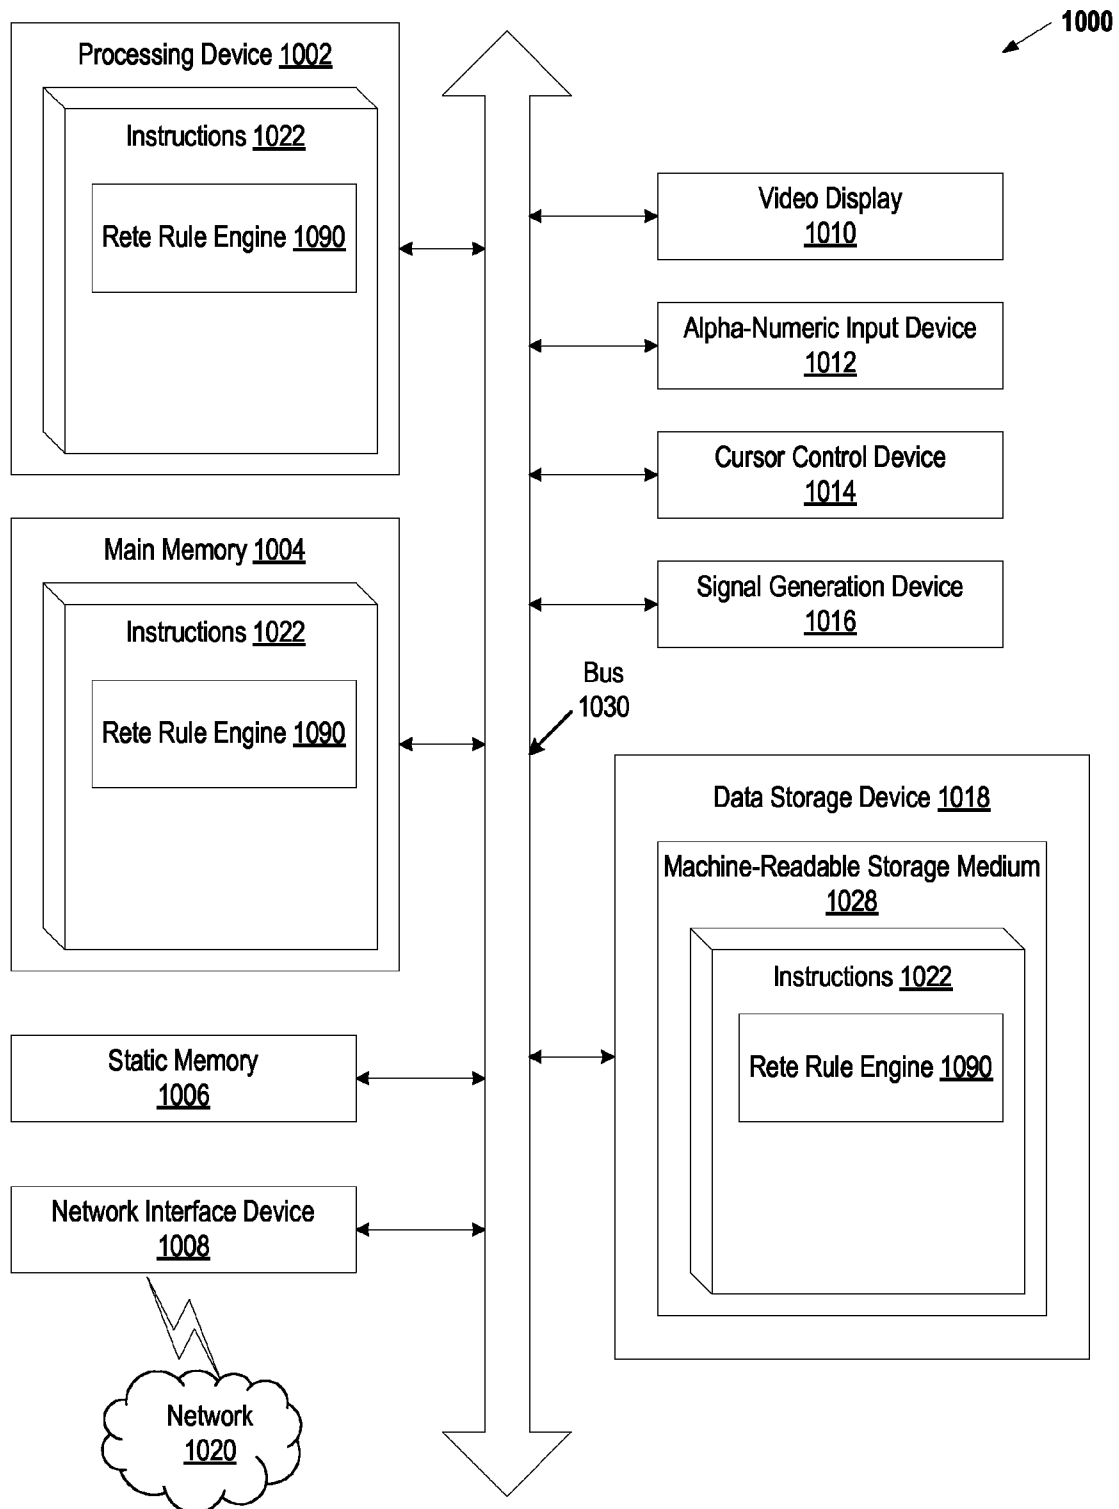 1000
Processing Device 1002
Instructions 1022
Rete Rule Engine 1090
Video Display
1010
Alpha-Numeric Input Device
1012
Cursor Control Device
1014
Signal Generation Device
1016
Main Memory 1004
Instructions 1022
Rete Rule Engine 1090
Bus
1030
Data Storage Device 1018
Machine-Readable Storage Medium
1028
Instructions 1022
Rete Rule Engine 1090
Static Memory
1006
Network Interface Device
1008
Network
1020